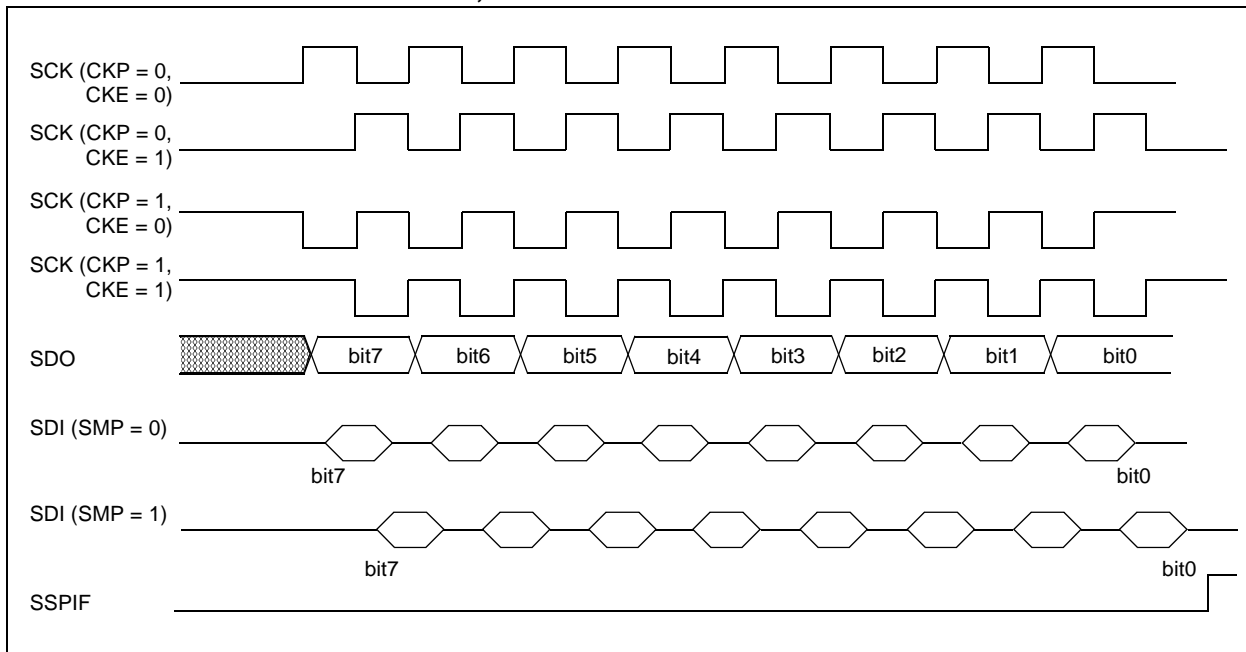 SCK (CKP = 0,
CKE = 0)
SCK (CKP = 0,
CKE = 1)
SCK (CKP = 1,
CKE = 0)
SCK (CKP = 1,
CKE = 1)
SDO bit7 bit6 bit5 bit4 bit3 bit2 bit1 bit0
SDI (SMP = 0)
bit7 bit0
SDI (SMP = 1)
bit7 bit0
SSPIF